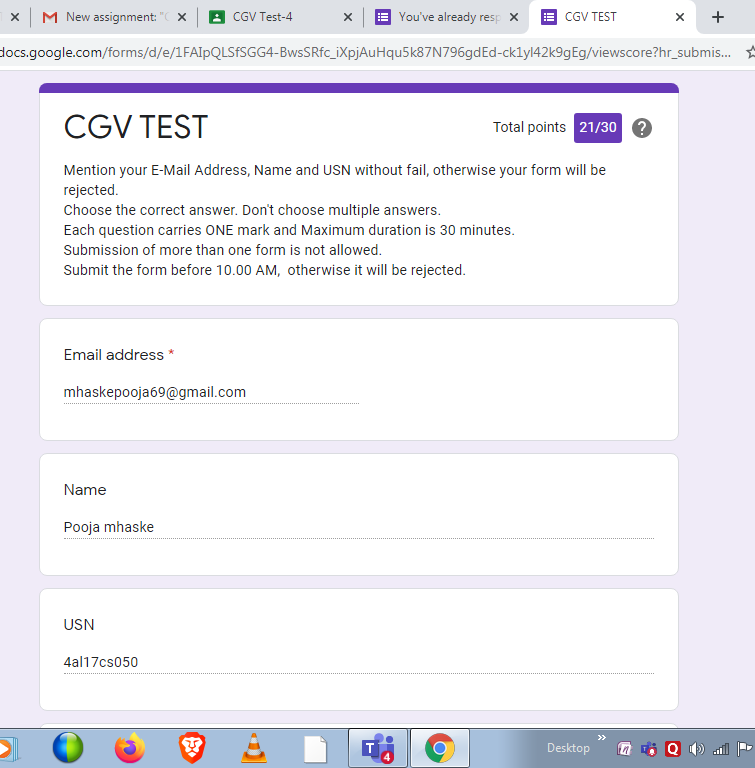 New assignment: "C
CGV Test-4
You've already resp
CGV TEST
docs.google.com/forms/d/e/1FAIpQLSfSGG4-BwsSRfc_iXpjAuHqu5k87N796gdEd-ck1yl42k9gEg/viewscore?hr_submis...
CGV TEST
Total points 21/30
Mention your E-Mail Address, Name and USN without fail, otherwise your form will be
rejected.
Choose the correct answer. Don't choose multiple answers.
Each question carries ONE mark and Maximum duration is 30 minutes.
Submission of more than one form is not allowed.
Submit the form before 10.00 AM,  otherwise it will be rejected.
Email address *
mhaskepooja69@gmail.com
Name
Pooja mhaske
USN
4al17cs050
T 4
Desktop
Q